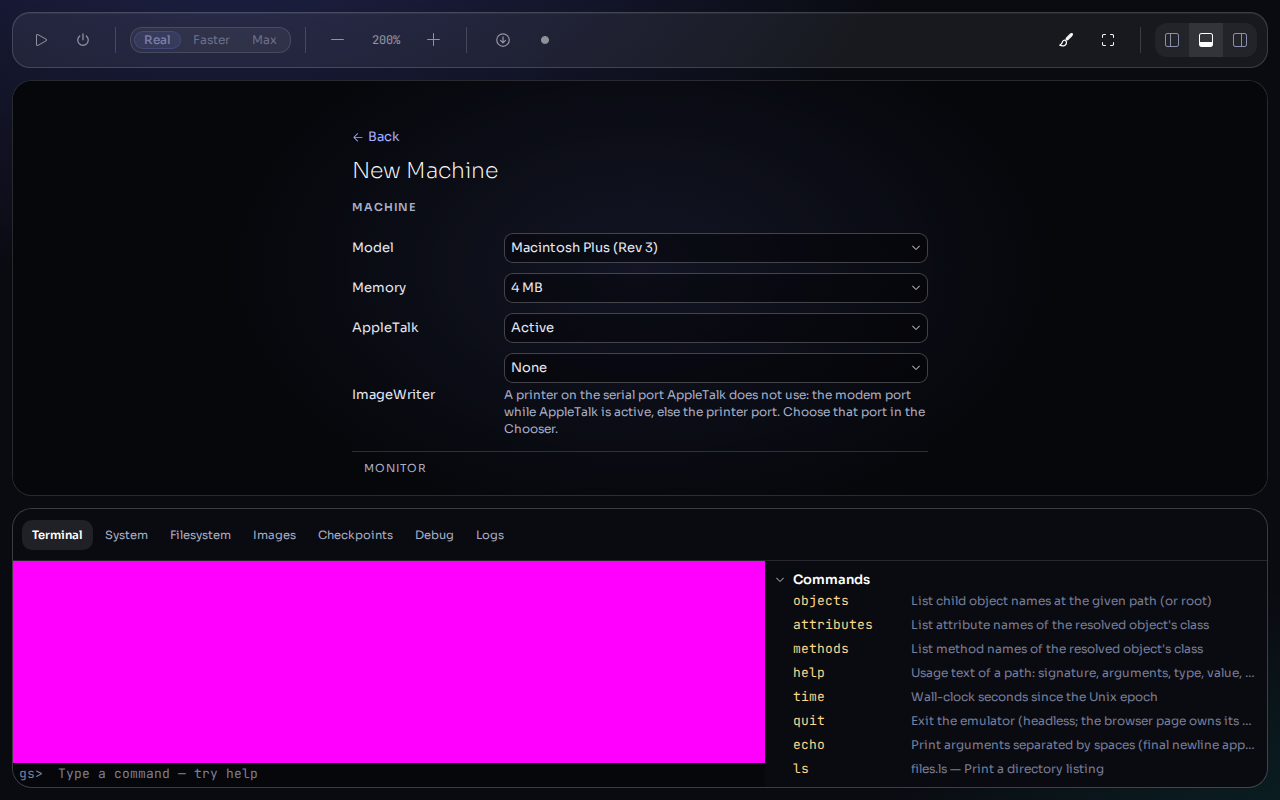 Real Faster Max 200%
← Back
New Machine
MACHINE
Model Macintosh Plus (Rev 3)
Memory 4 MB
AppleTalk Active
None
ImageWriter A printer on the serial port AppleTalk does not use: the modem port
while AppleTalk is active, else the printer port. Choose that port in the
Chooser.
MONITOR
Terminal System Filesystem Images Checkpoints Debug Logs
Commands
objects List child object names at the given path (or root)
attributes List attribute names of the resolved object's class
methods List method names of the resolved object's class
help Usage text of a path: signature, arguments, type, value, ...
time Wall-clock seconds since the Unix epoch
quit Exit the emulator (headless; the browser page owns its ...
echo Print arguments separated by spaces (final newline app...
ls files.ls — Print a directory listing
gs> Type a command — try help